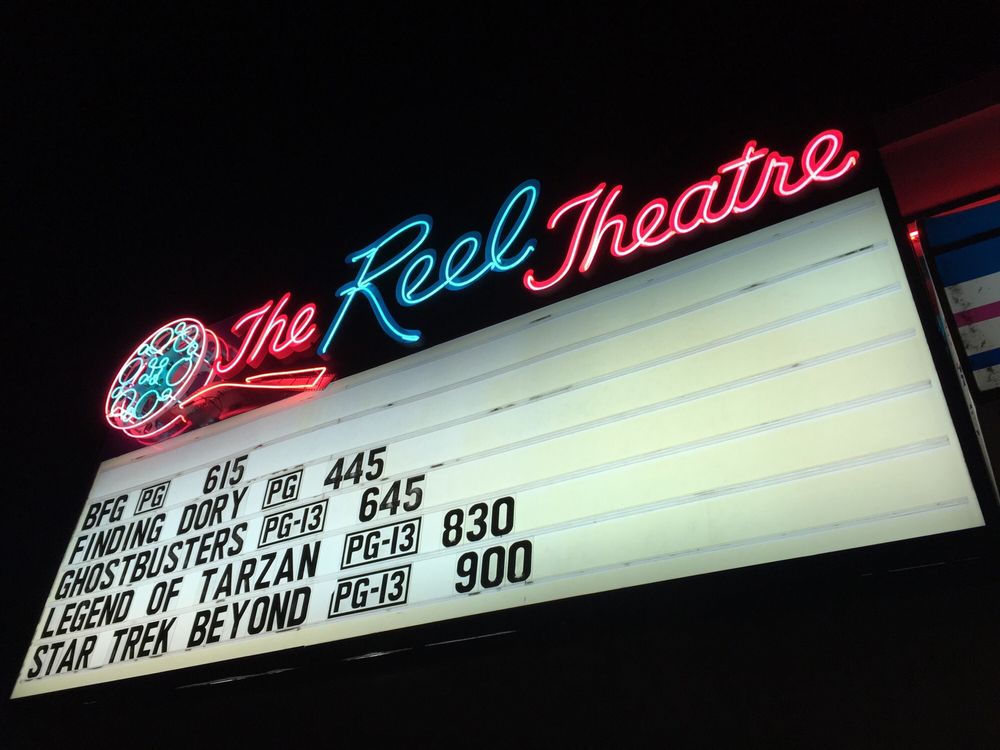 The Reel Theatre
BFG PG 615
FINDING DORY PG 445
GHOSTBUSTERS PG-13 645
LEGEND OF TARZAN PG-13 830
STAR TREK BEYOND PG-13 900